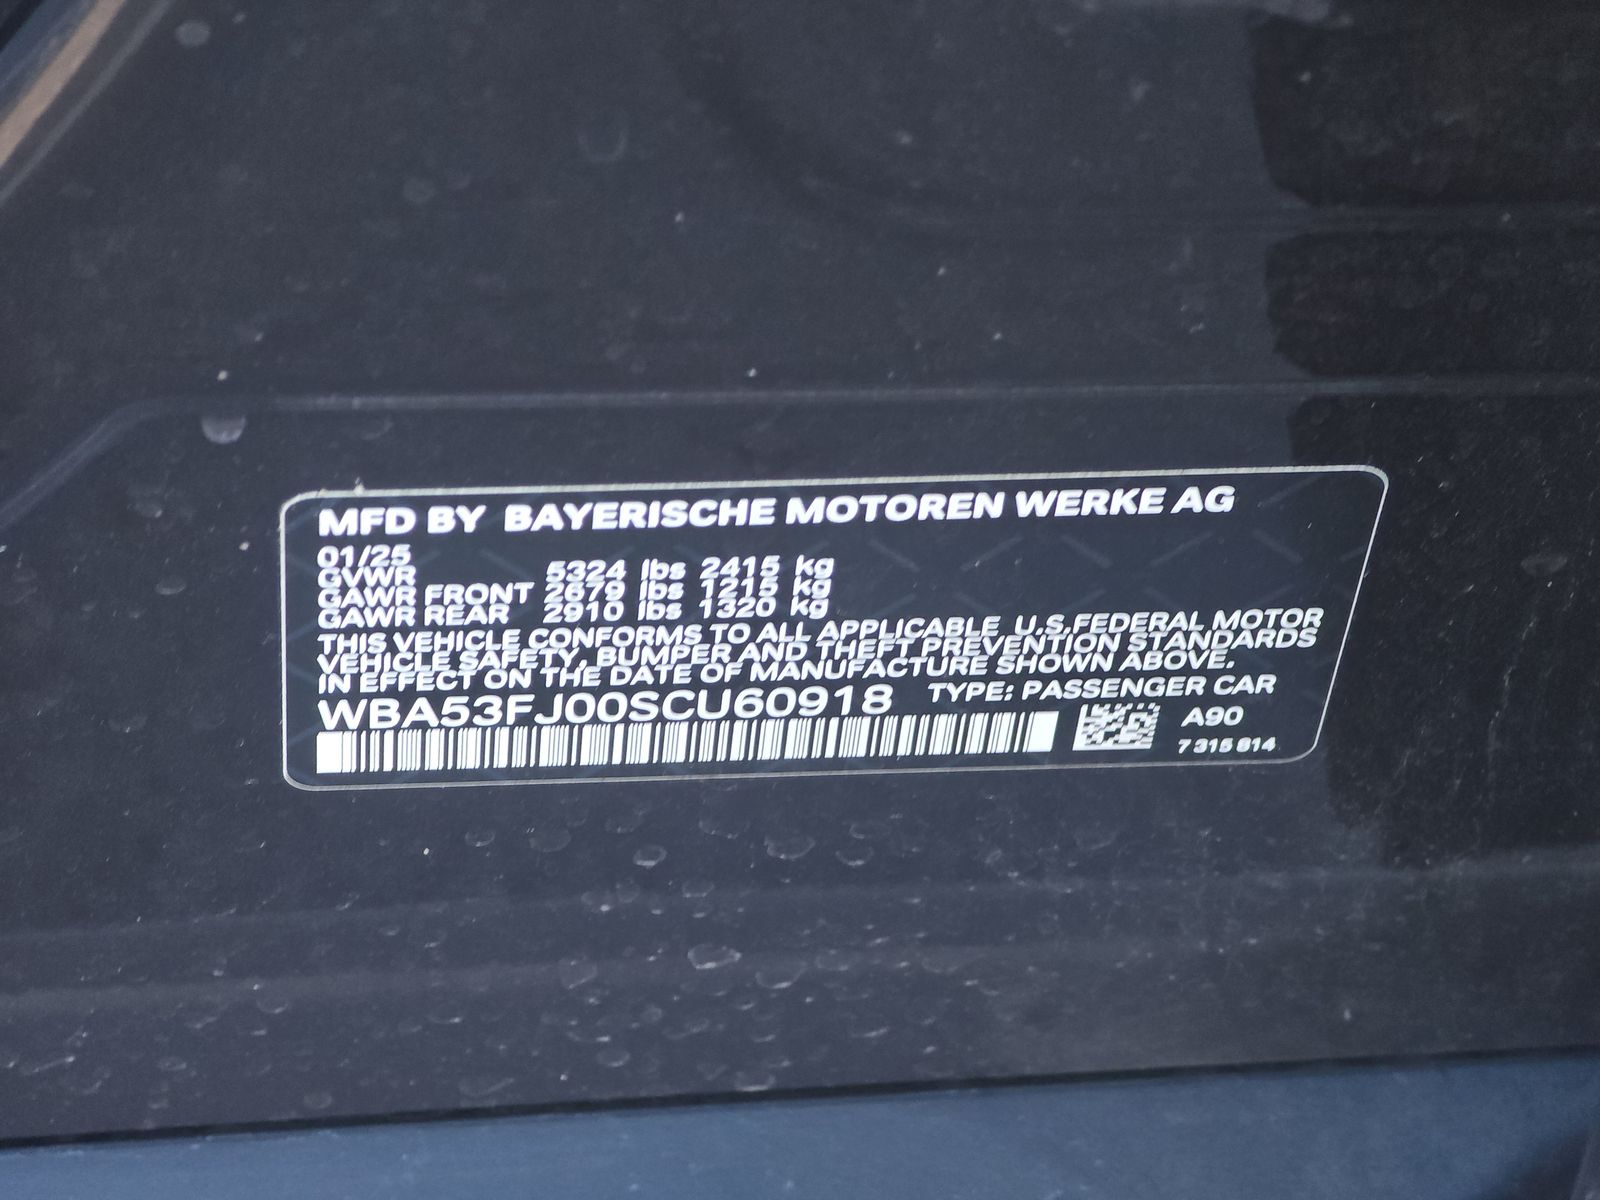 MFD BY BAYERISCHE MOTOREN WERKE AG
01/25
GVWR 5324 lbs 2415 kg
GAWR FRONT 2679 lbs 1215 kg
GAWR REAR 2910 lbs 1320 kg
THIS VEHICLE CONFORMS TO ALL APPLICABLE U.S.FEDERAL MOTOR
VEHICLE SAFETY, BUMPER AND THEFT PREVENTION STANDARDS
IN EFFECT ON THE DATE OF MANUFACTURE SHOWN ABOVE.
WBA53FJ00SCU60918 TYPE: PASSENGER CAR
A90
7 315 814